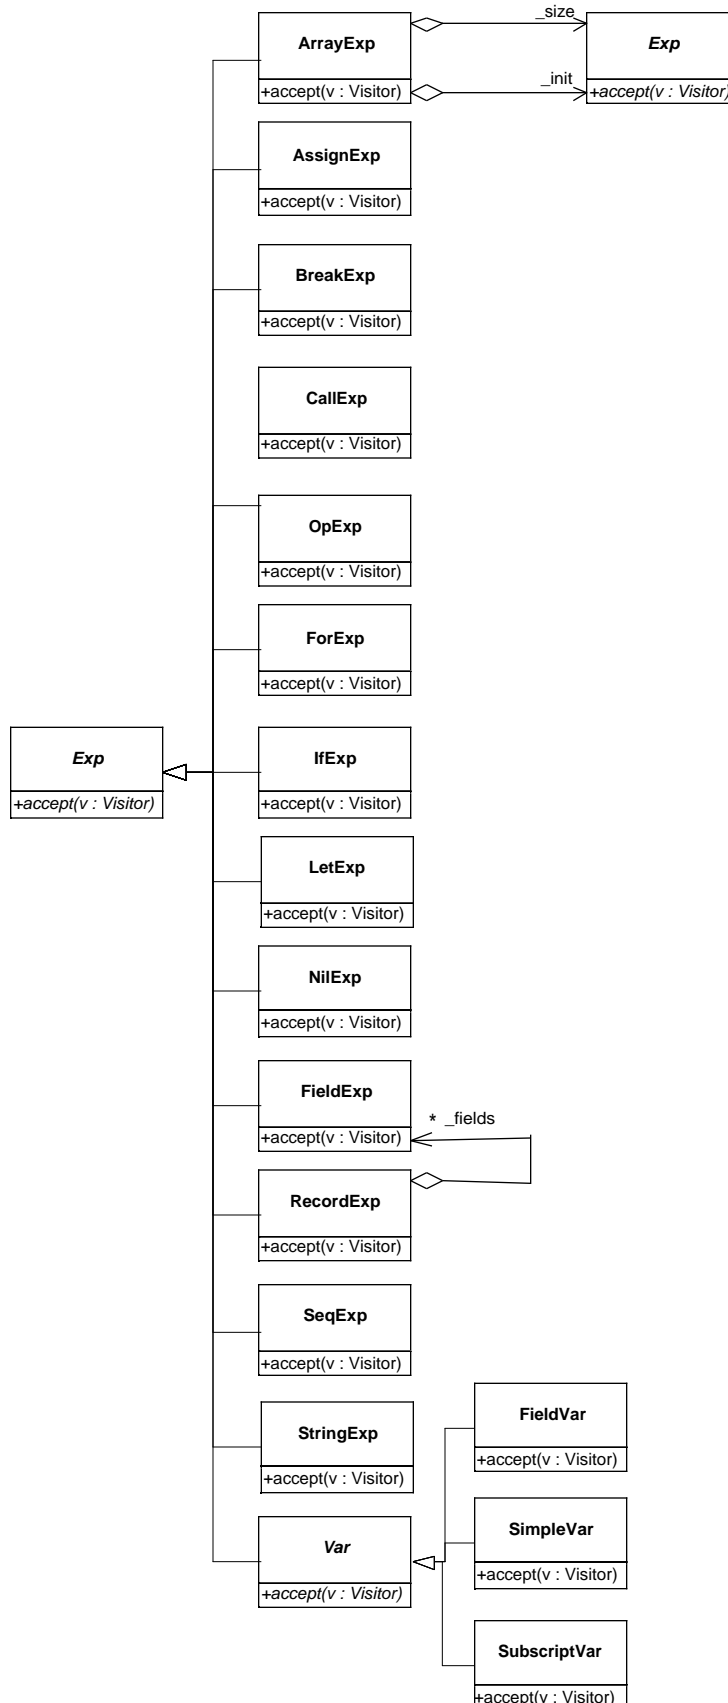 ArrayExp
+accept(v : Visitor)
_size
_init
Exp
+accept(v : Visitor)
AssignExp
+accept(v : Visitor)
BreakExp
+accept(v : Visitor)
CallExp
+accept(v : Visitor)
OpExp
+accept(v : Visitor)
ForExp
+accept(v : Visitor)
Exp
+accept(v : Visitor)
IfExp
+accept(v : Visitor)
LetExp
+accept(v : Visitor)
NilExp
+accept(v : Visitor)
FieldExp
+accept(v : Visitor)
* _fields
RecordExp
+accept(v : Visitor)
SeqExp
+accept(v : Visitor)
StringExp
+accept(v : Visitor)
Var
+accept(v : Visitor)
FieldVar
+accept(v : Visitor)
SimpleVar
+accept(v : Visitor)
SubscriptVar
+accept(v : Visitor)